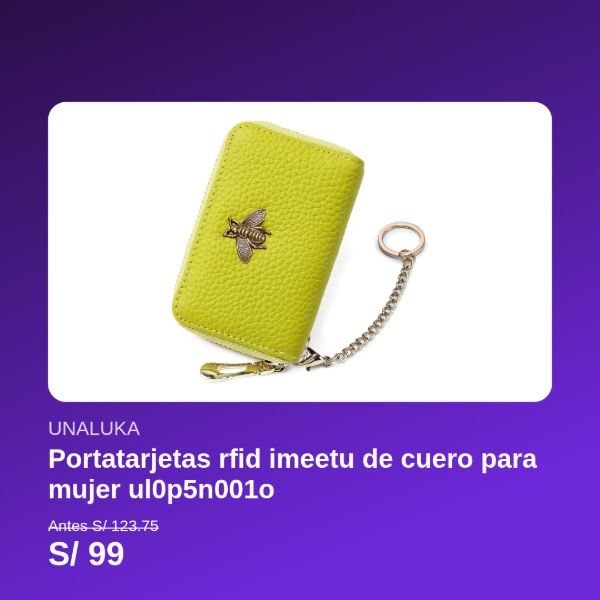 UNALUKA
Portatarjetas rfid imeetu de cuero para
mujer ul0p5n001o
Antes S/ 123.75
S/ 99